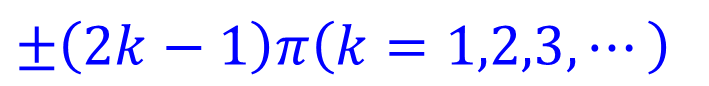 ±(2k − 1)π(k = 1,2,3, ⋯ )